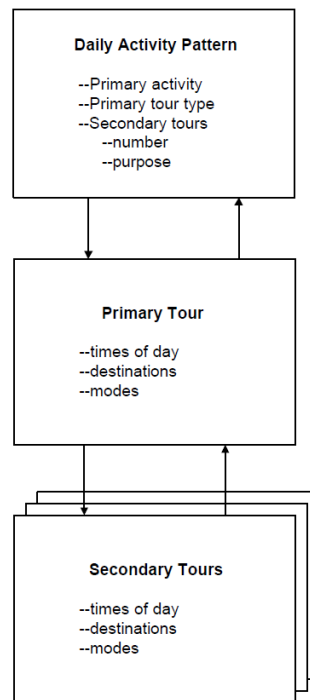 Daily Activity Pattern
--Primary activity
--Primary tour type
--Secondary tours
--number
--purpose
Primary Tour
--times of day
--destinations
--modes
Secondary Tours
--times of day
--destinations
--modes